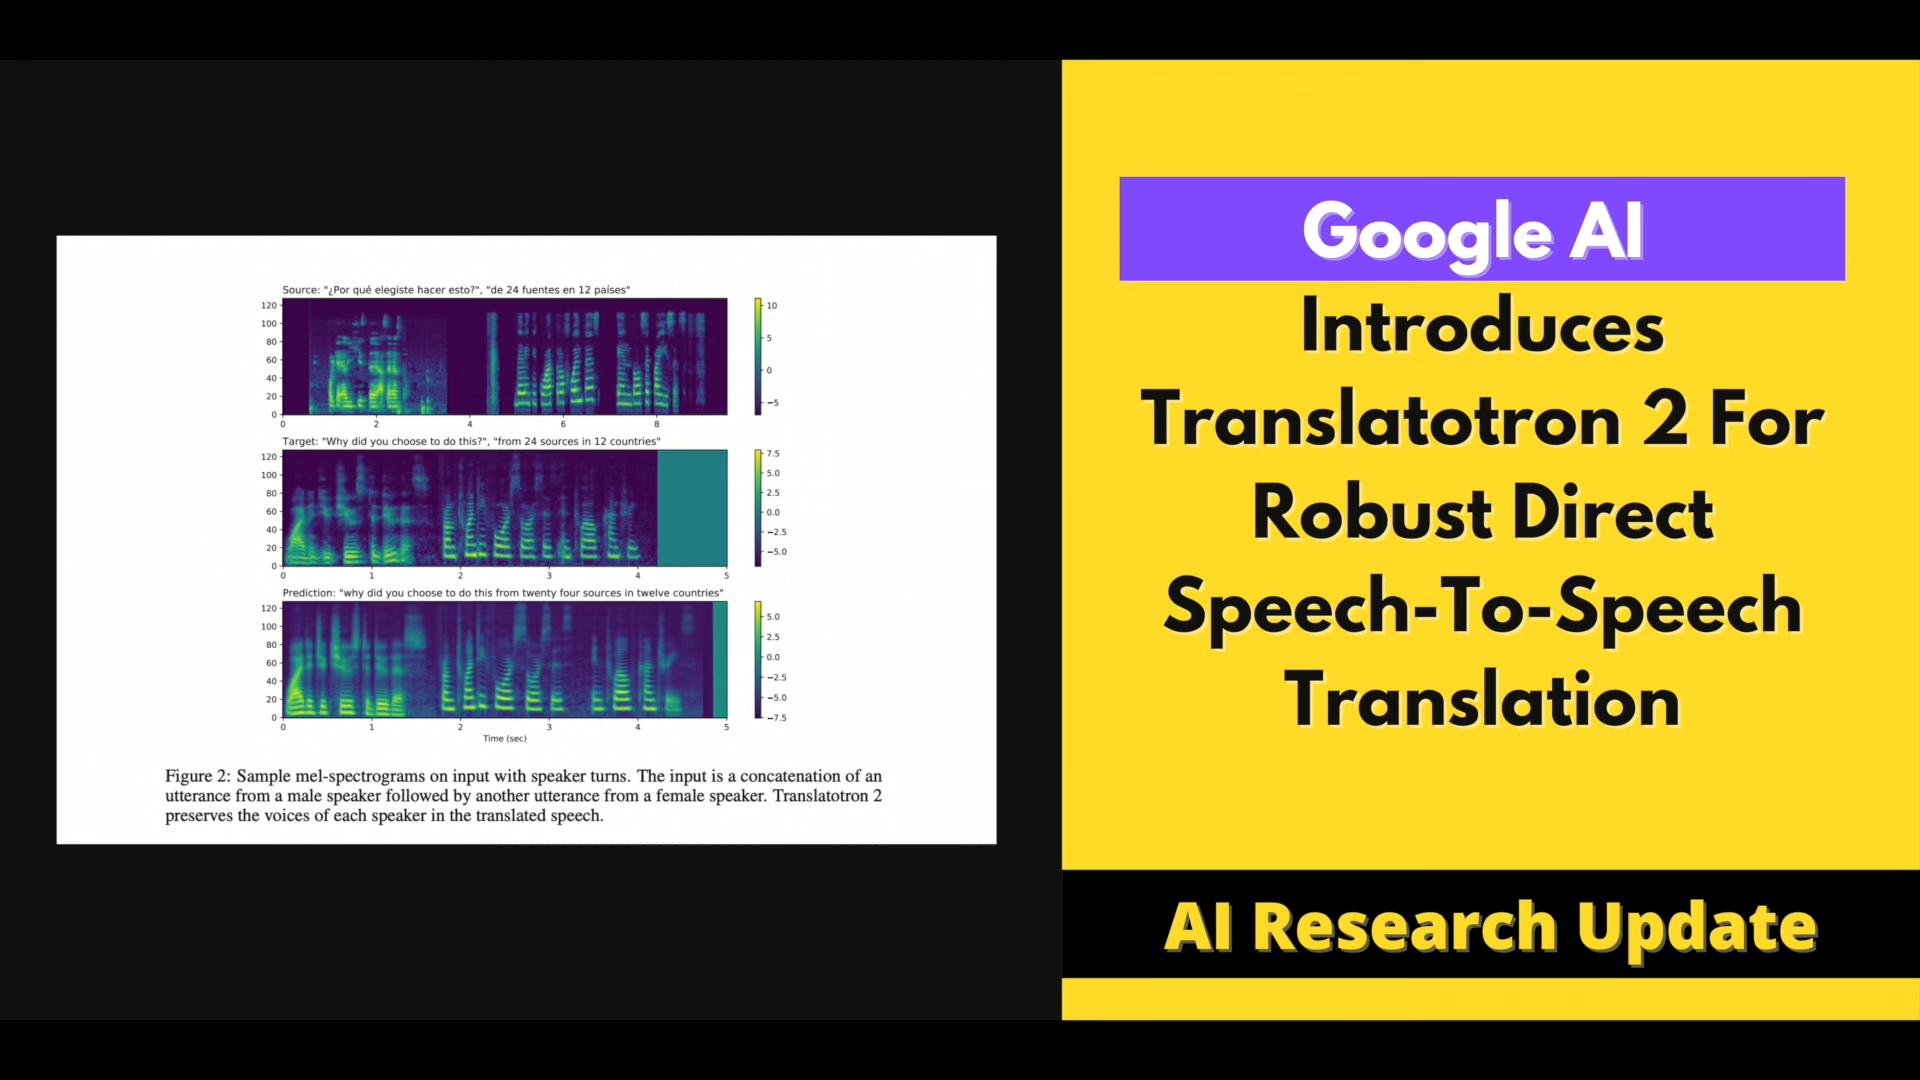 Source: "¿Por qué elegiste hacer esto?", "de 24 fuentes en 12 países"
120
100
80
60
40
20
0
0 2 4 6 8
10
5
0
−5
Target: "Why did you choose to do this?", "from 24 sources in 12 countries"
120
100
80
60
40
20
0
0 1 2 3 4 5
7.5
5.0
2.5
0.0
−2.5
−5.0
Prediction: "why did you choose to do this from twenty four sources in twelve countries"
120
100
80
60
40
20
0
0 1 2 3 4 5
5.0
2.5
0.0
−2.5
−5.0
−7.5
Time (sec)
Figure 2: Sample mel-spectrograms on input with speaker turns. The input is a concatenation of an
utterance from a male speaker followed by another utterance from a female speaker. Translatotron 2
preserves the voices of each speaker in the translated speech.
Google AI
Introduces
Translatotron 2 For
Robust Direct
Speech-To-Speech
Translation
AI Research Update